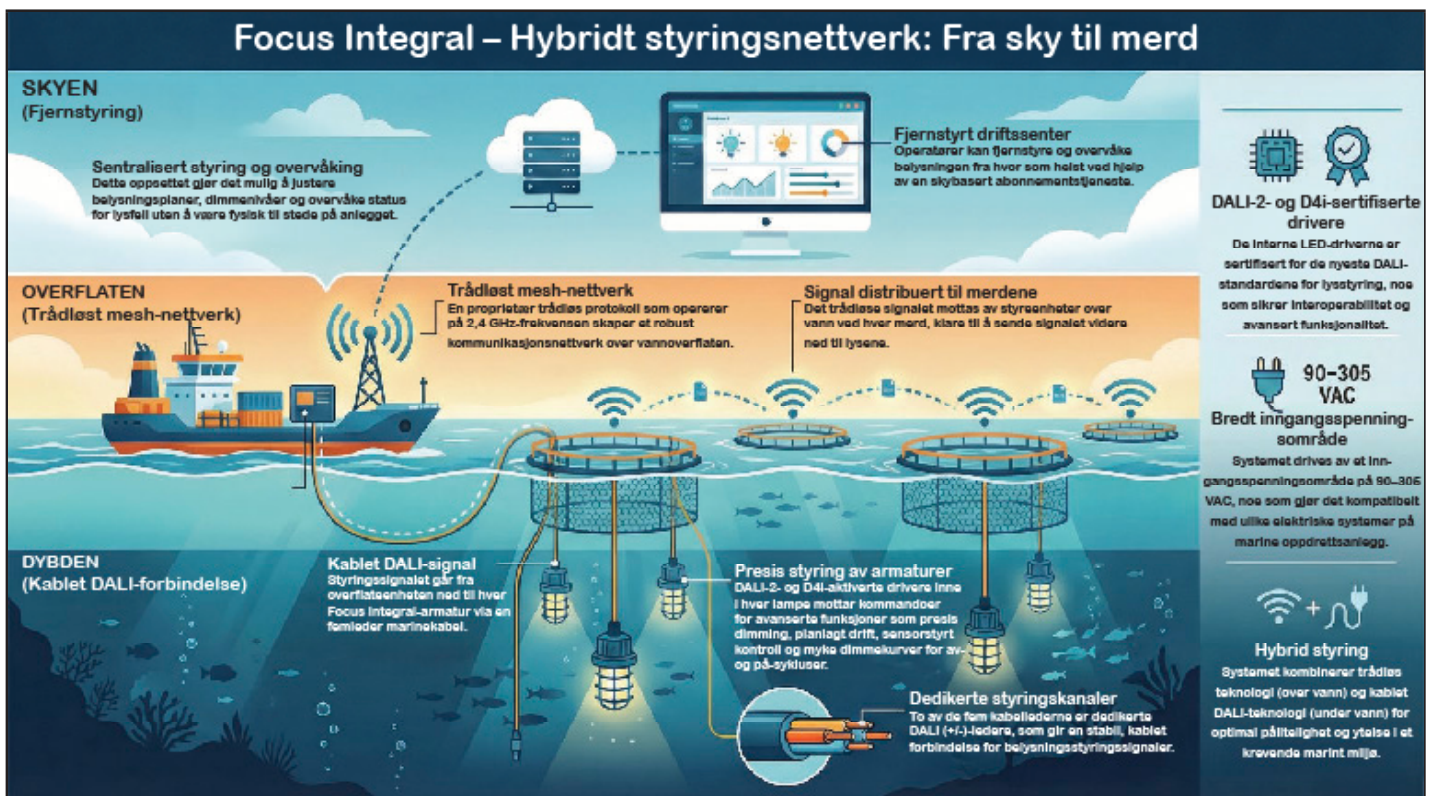 Focus Integral – Hybridt styringsnettverk: Fra sky til merd
SKYEN
(Fjernstyring)
Sentralisert styring og overvåking
Dette oppsettet gjør det mulig å justere
belysningsplaner, dimmenivåer og overvåke status
for lysfeil uten å være fysisk til stede på anlegget.
Fjernstyrt driftssenter
Operatører kan fjernstyre og overvåke
belysningen fra hvor som helst ved hjelp
av en skybasert abonnementstjeneste.
OVERFLATEN
(Trådløst mesh-nettverk)
Trådløst mesh-nettverk
En proprietær trådløs protokoll som opererer
på 2,4 GHz-frekvensen skaper et robust
kommunikasjonsnettverk over vannoverflaten.
Signal distribuert til merdene
Det trådløse signalet mottas av styreenheter over
vann ved hver merd, klare til å sende signalet videre
ned til lysene.
DYBDEN
(Kablet DALI-forbindelse)
Kablet DALI-signal
Styringssignalet går fra
overflateenheten ned til hver
Focus Integral-armatur via en
femleder marinekabel.
Presis styring av armaturer
DALI-2- og D4i-aktiverte drivere inne
i hver lampe mottar kommandoer
for avanserte funksjoner som presis
dimming, planlagt drift, sensorstyrt
kontroll og myke dimmekurver for av-
og på-sykluser.
Dedikerte styringskanaler
To av de fem kabellederne er dedikerte
DALI (+/-)-ledere, som gir en stabil, kablet
forbindelse for belysningsstyringssignaler.
DALI-2- og D4i-sertifiserte
drivere
De interne LED-driverne er
sertifisert for de nyeste DALI-
standardene for lysstyring, noe
som sikrer interoperabilitet og
avansert funksjonalitet.
90–305
VAC
Bredt inngangsspenning-
sområde
Systemet drives av et inn-
gangsspenningsområde på 90–305
VAC, noe som gjør det kompatibelt
med ulike elektriske systemer på
marine oppdrettsanlegg.
Hybrid styring
Systemet kombinerer trådløs
teknologi (over vann) og kablet
DALI-teknologi (under vann) for
optimal pålitelighet og ytelse i et
krevende marint miljø.